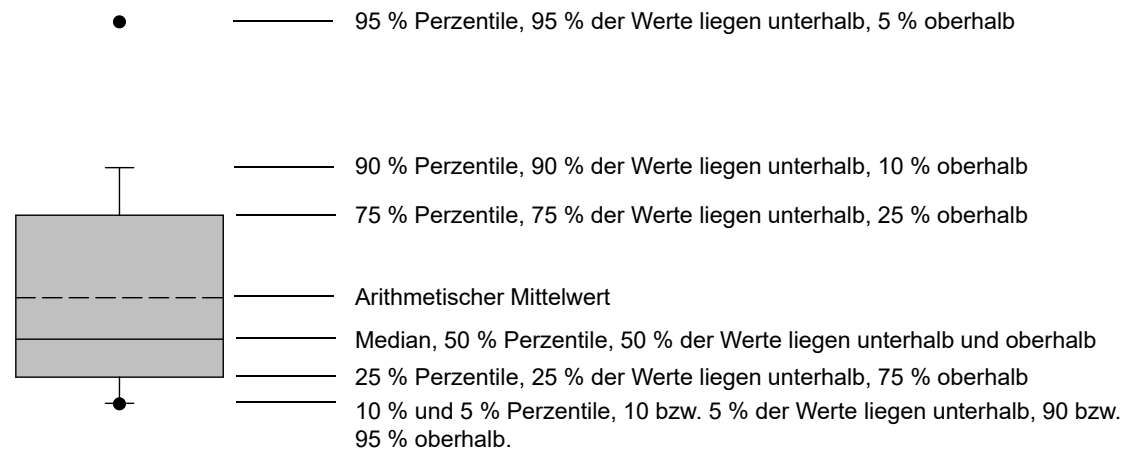 95 % Perzentile, 95 % der Werte liegen unterhalb, 5 % oberhalb
90 % Perzentile, 90 % der Werte liegen unterhalb, 10 % oberhalb
75 % Perzentile, 75 % der Werte liegen unterhalb, 25 % oberhalb
Arithmetischer Mittelwert
Median, 50 % Perzentile, 50 % der Werte liegen unterhalb und oberhalb
25 % Perzentile, 25 % der Werte liegen unterhalb, 75 % oberhalb
10 % und 5 % Perzentile, 10 bzw. 5 % der Werte liegen unterhalb, 90 bzw.
95 % oberhalb.